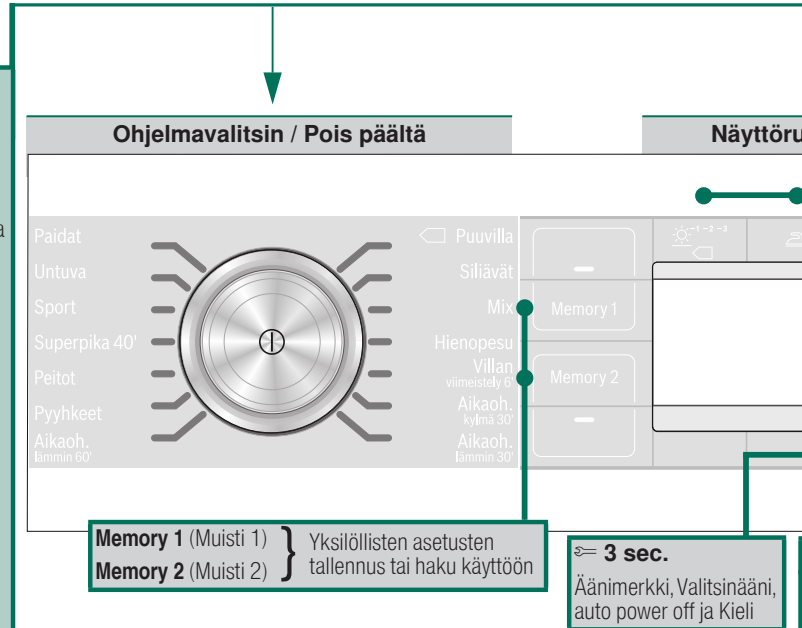 Ohjelmavalitsin / Pois päältä
Paidat
Untuva
Sport
Superpika 40'
Peitot
Pyyhkeet
Aikaoh.
lämmin 60'
Puuvilla
Siliävät
Mix
Hienopesu
Villan
viimeistely 6'
Aikaoh.
kylmä 30'
Aikaoh.
lämmin 30'
Memory 1
Memory 2
-1-2-3
Memory 1 (Muisti 1)
Memory 2 (Muisti 2)
Yksilöllisten asetusten
tallennus tai haku käyttöön
3 sec.
Äänimerkki, Valitsinääni,
auto power off ja Kieli